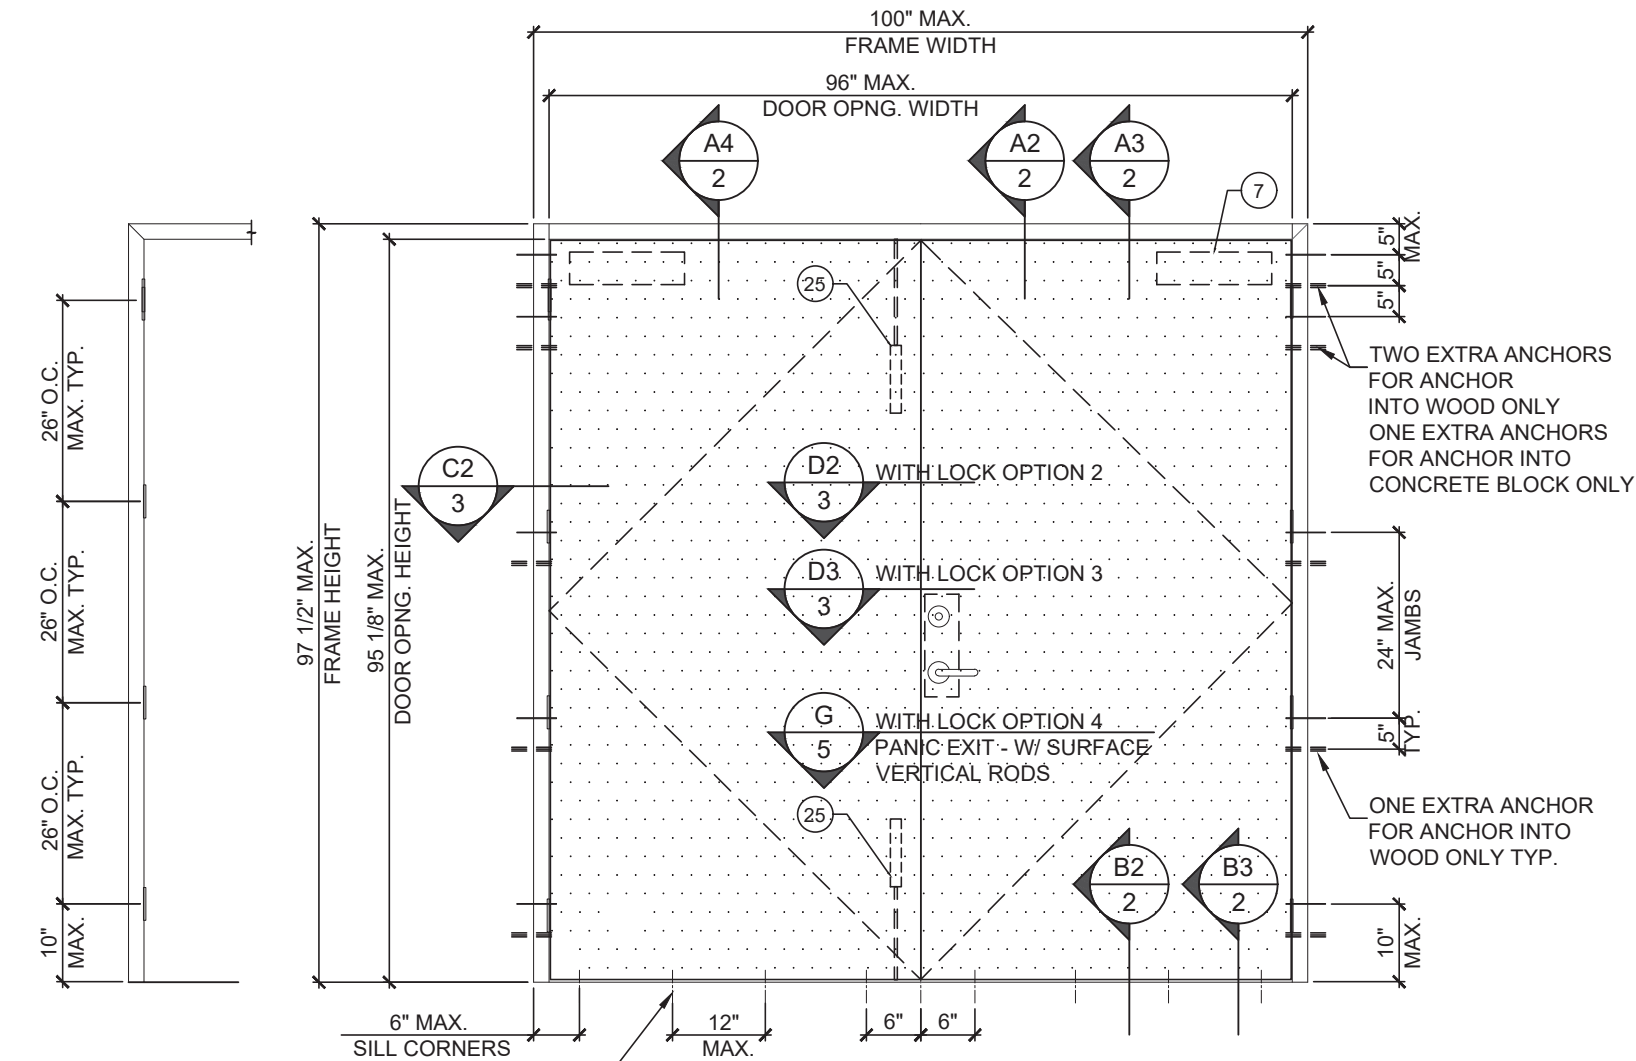 100" MAX.
FRAME WIDTH
96" MAX.
DOOR OPNG. WIDTH
A4
2
A2
2
A3
2
7
5"
MAX.
5"
5"
25
TWO EXTRA ANCHORS
FOR ANCHOR
INTO WOOD ONLY
ONE EXTRA ANCHORS
FOR ANCHOR INTO
CONCRETE BLOCK ONLY
26" O.C.
MAX. TYP.
26" O.C.
MAX. TYP.
26" O.C.
MAX. TYP.
10"
MAX.
97 1/2" MAX.
FRAME HEIGHT
95 1/8" MAX.
DOOR OPNG. HEIGHT
C2
3
D2
3
WITH LOCK OPTION 2
D3
3
WITH LOCK OPTION 3
24" MAX.
JAMBS
G
5
WITH LOCK OPTION 4
PANIC EXIT - W/ SURFACE
VERTICAL RODS
5"
TYP.
25
ONE EXTRA ANCHOR
FOR ANCHOR INTO
WOOD ONLY TYP.
B2
2
B3
2
10"
MAX.
6" MAX.
SILL CORNERS
12"
MAX.
6"
6"